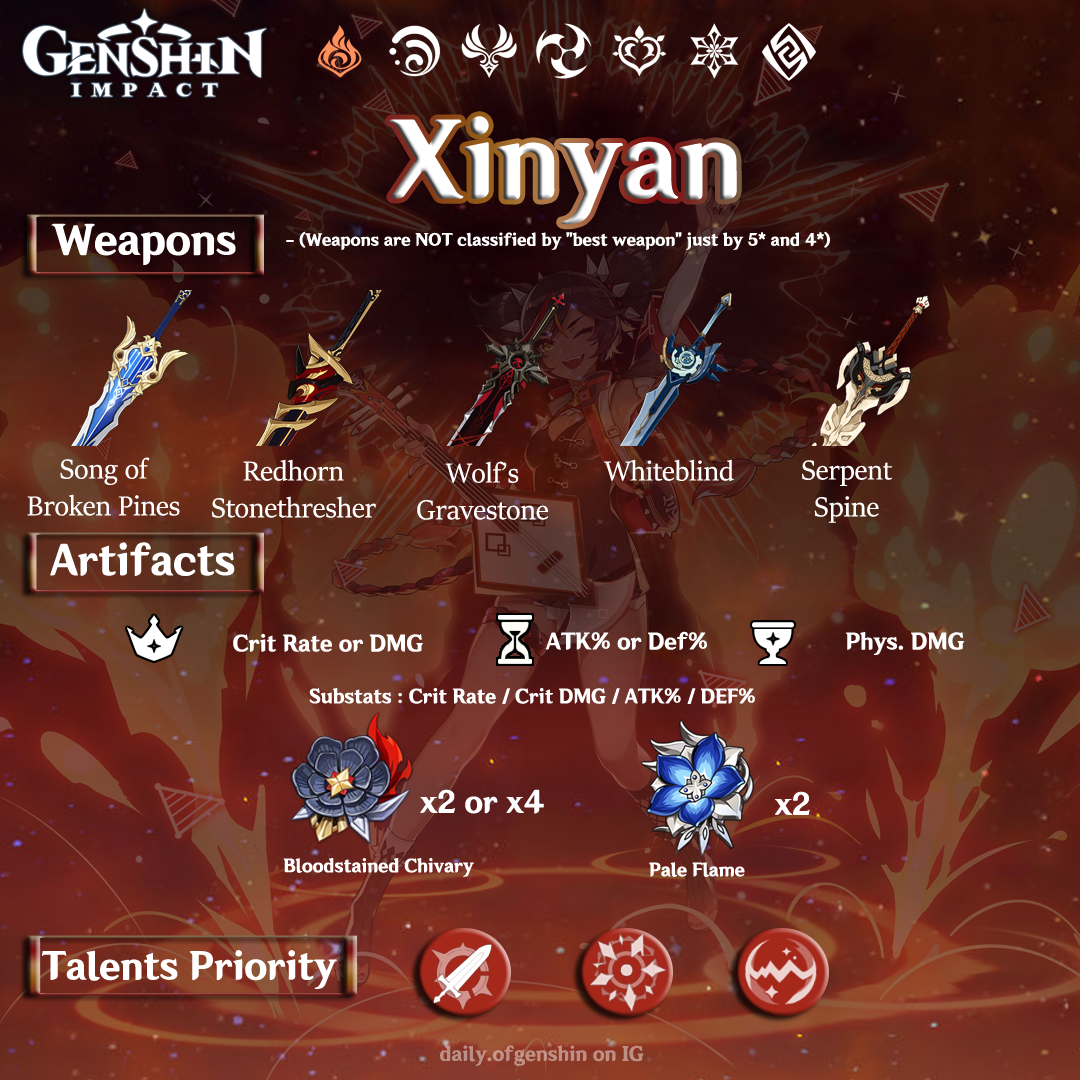 GENSHIN
IMPACT
Xinyan
Weapons
- (Weapons are NOT classified by "best weapon" just by 5* and 4*)
Song of
Broken Pines
Redhorn
Stonethresher
Wolf's
Gravestone
Whiteblind
Serpent
Spine
Artifacts
Crit Rate or DMG
ATK% or Def%
Phys. DMG
Substats : Crit Rate / Crit DMG / ATK% / DEF%
x2 or x4
x2
Bloodstained Chivary
Pale Flame
Talents Priority
daily.ofgenshin on IG